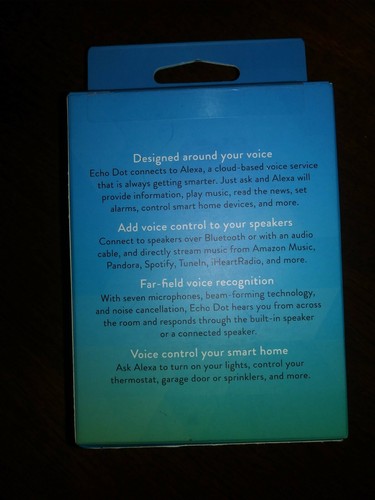 Designed around your voice
Echo Dot connects to Alexa, a cloud-based voice service
that is always getting smarter. Just ask and Alexa will
provide information, play music, read the news, set
alarms, control smart home devices, and more.
Add voice control to your speakers
Connect to speakers over Bluetooth or with an audio
cable, and directly stream music from Amazon Music,
Pandora, Spotify, TuneIn, iHeartRadio, and more.
Far-field voice recognition
With seven microphones, beam-forming technology,
and noise cancellation, Echo Dot hears you from across
the room and responds through the built-in speaker
or a connected speaker.
Voice control your smart home
Ask Alexa to turn on your lights, control your
thermostat, garage door or sprinklers, and more.